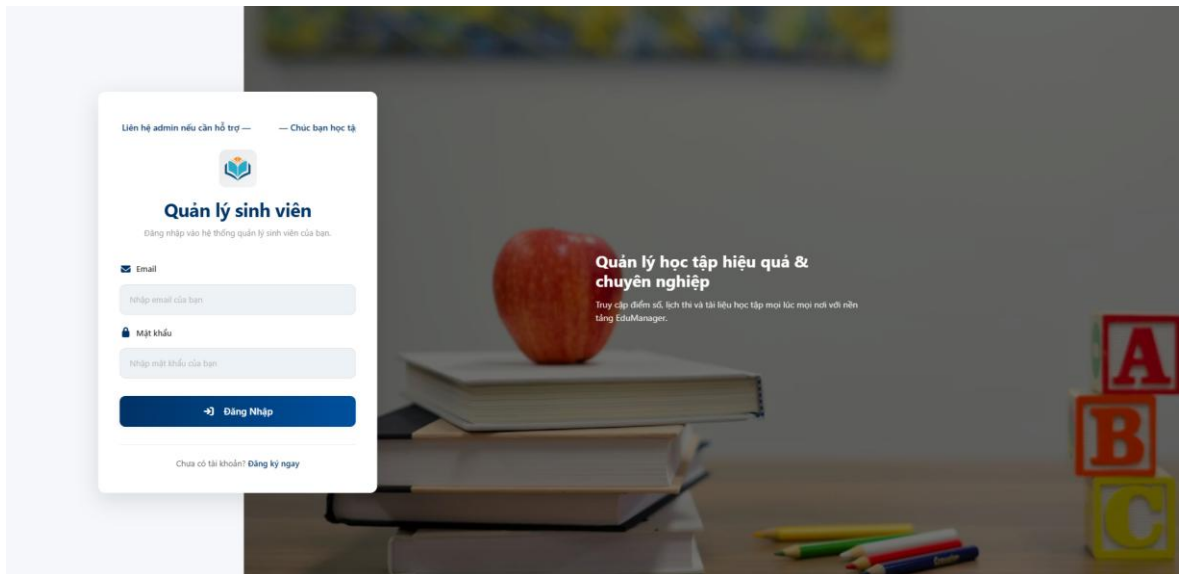 Liên hệ admin nếu cần hỗ trợ — — Chúc bạn học tậ
Quản lý sinh viên
Đăng nhập vào hệ thống quản lý sinh viên của bạn.
Email
Nhập email của bạn
Mật khẩu
Nhập mật khẩu của bạn
Đăng Nhập
Chưa có tài khoản? Đăng ký ngay
Quản lý học tập hiệu quả &
chuyên nghiệp
Truy cập điểm số, lịch thi và tài liệu học tập mọi lúc mọi nơi với nền
tảng EduManager.
A
B
C